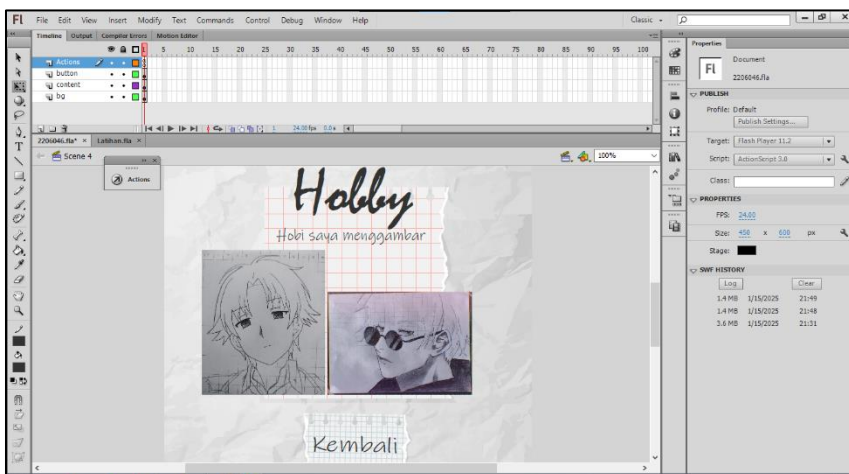 Fl File Edit View Insert Modify Text Commands Control Debug Window Help Classic
Timeline Output Compiler Errors Motion Editor
1 5 10 15 20 25 30 35 40 45 50 55 60 65 70 75 80 85 90 95 100
Actions
button
content
bg
1 24.00 fps 0.0 s
2206046.fla* × Latihan.fla ×
Scene 4 100%
Actions
Hobby
Hobi saya menggambar
Kembali
Properties
Fl Document
2206046.fla
PUBLISH
Profile: Default
Publish Settings...
Target: Flash Player 11.2
Script: ActionScript 3.0
Class:
PROPERTIES
FPS: 24.00
Size: 450 x 600 px
Stage:
SWF HISTORY
Log Clear
1.4 MB 1/15/2025 21:49
1.4 MB 1/15/2025 21:48
3.6 MB 1/15/2025 21:31